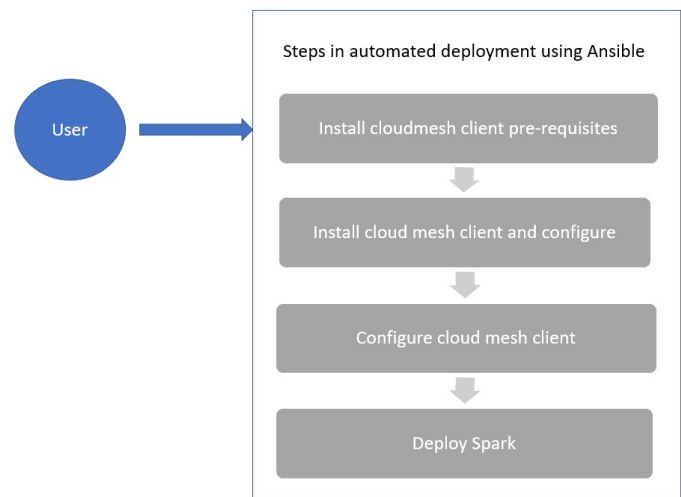 Steps in automated deployment using Ansible
User
Install cloudmesh client pre-requisites
Install cloud mesh client and configure
Configure cloud mesh client
Deploy Spark